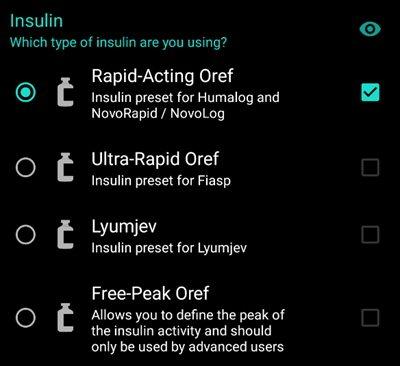 Insulin
Which type of insulin are you using?
Rapid-Acting Oref
Insulin preset for Humalog and
NovoRapid / NovoLog
Ultra-Rapid Oref
Insulin preset for Fiasp
Lyumjev
Insulin preset for Lyumjev
Free-Peak Oref
Allows you to define the peak of
the insulin activity and should
only be used by advanced users